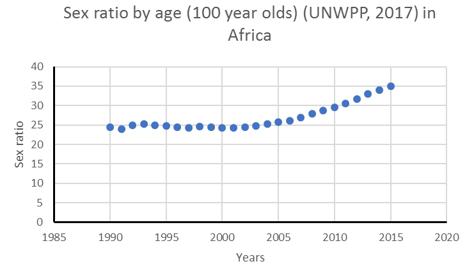 Sex ratio by age (100 year olds) (UNWPP, 2017) in
Africa
40
35
30
25
20
15
10
5
0
Sex ratio
1985 1990 1995 2000 2005 2010 2015 2020
Years